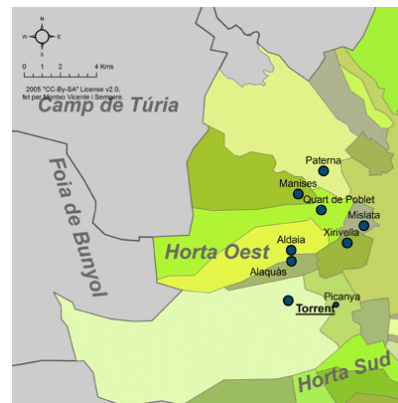 N
W E
S
0 1 2 4 Kms
2005 "CC-By-SA" License v2.0,
fet per Montxo Vicente i Sempere.
Camp de Túria
Paterna
Foia de Bunyol
Manises
Quart de Poblet
Mislata
Xirivella
Aldaia
Horta Oest
Alaquàs
Picanya
Torrent
Horta Sud